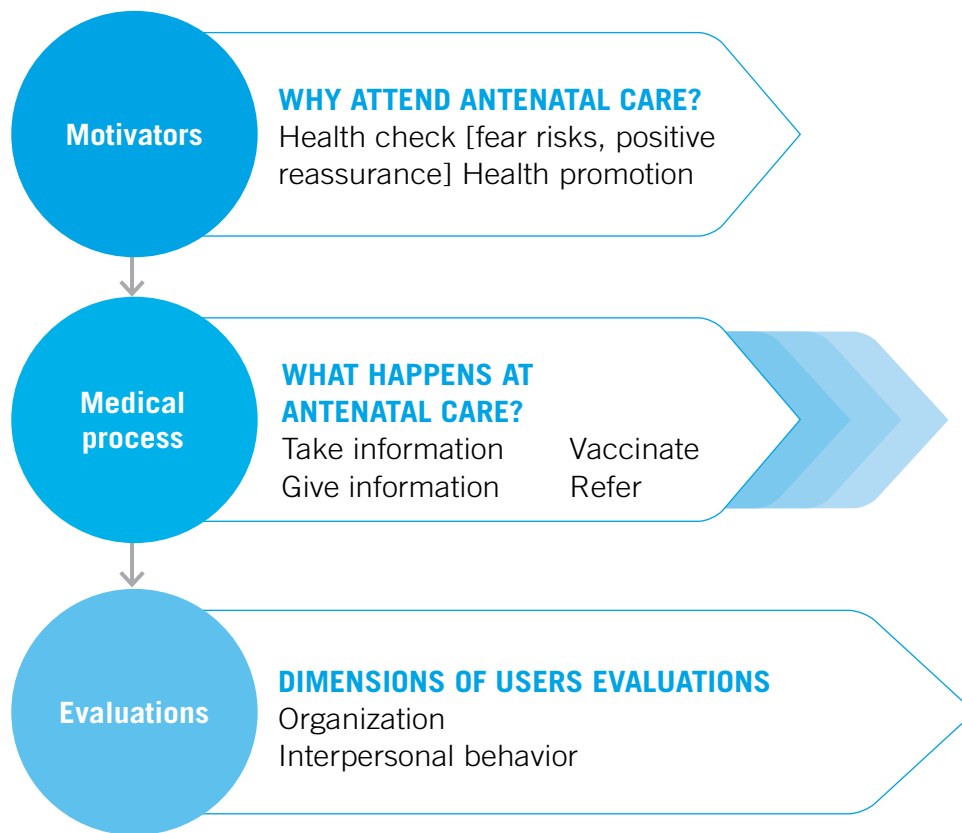 Motivators
WHY ATTEND ANTENATAL CARE?
Health check [fear risks, positive
reassurance] Health promotion
Medical
process
WHAT HAPPENS AT
ANTENATAL CARE?
Take information Vaccinate
Give information Refer
Evaluations
DIMENSIONS OF USERS EVALUATIONS
Organization
Interpersonal behavior